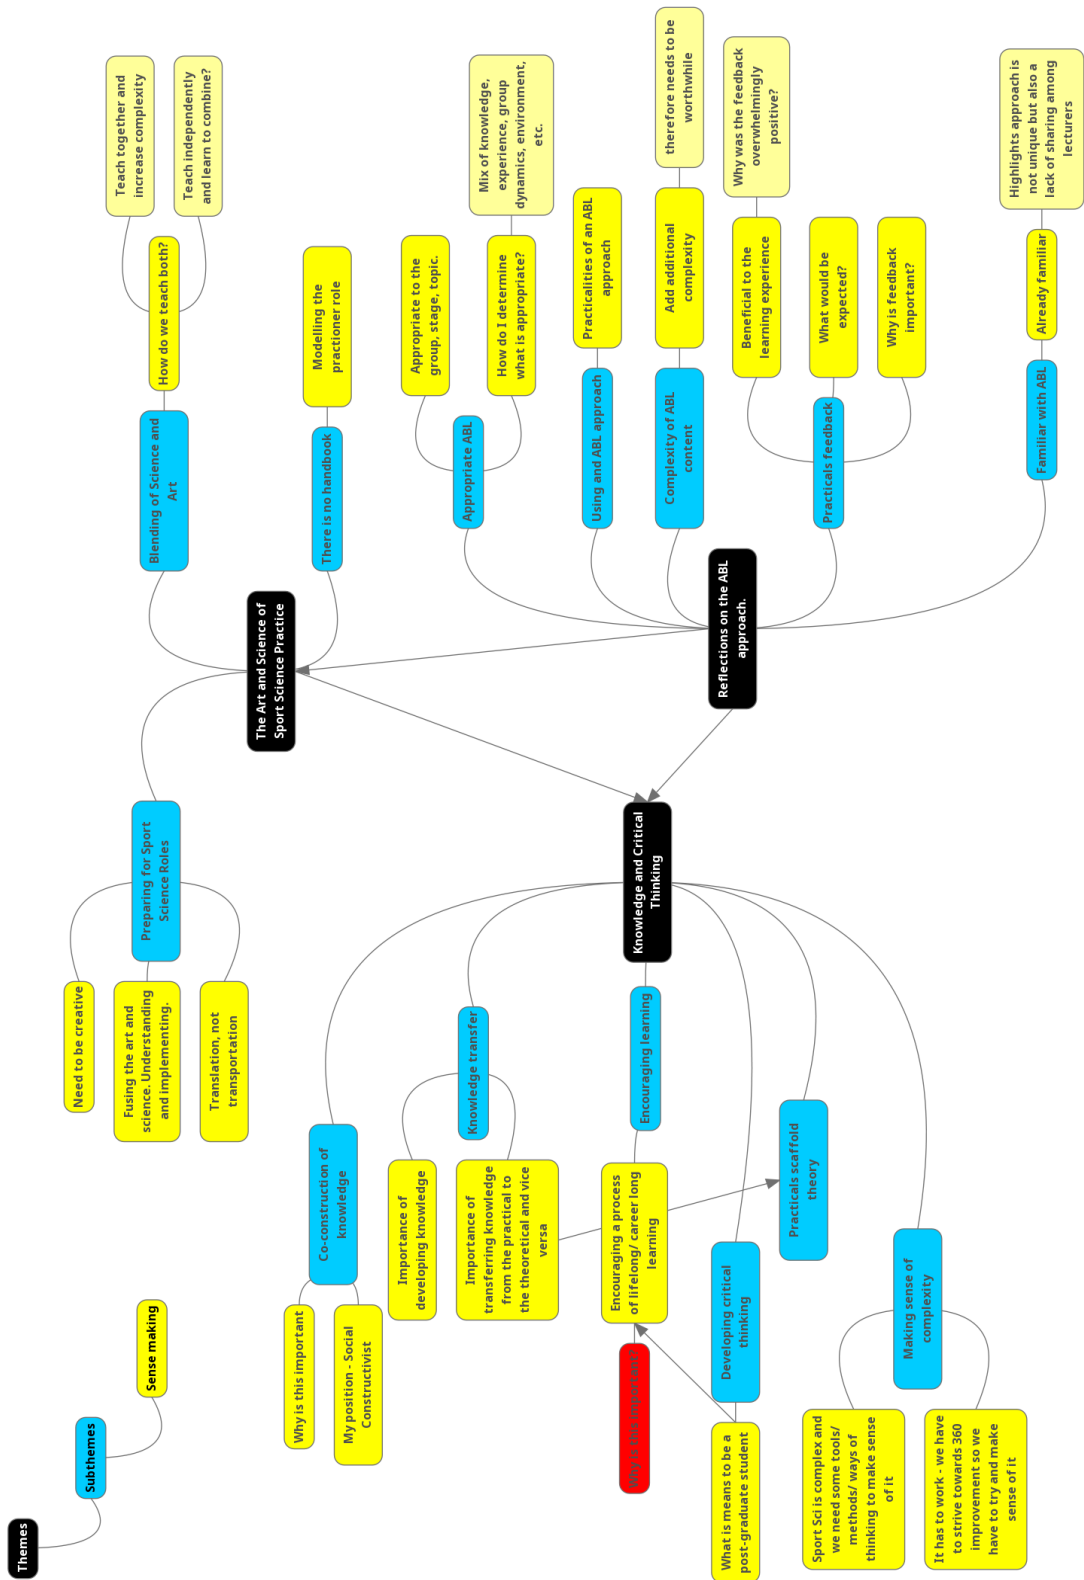 Themes
Subthemes
Sense making
Need to be creative
Fusing the art and
science. Understanding
and implementing.
Translation, not
transportation
Preparing for Sport
Science Roles
The Art and Science of
Sport Science Practice
Blending of Science and
Art
How do we teach both?
Teach together and
increase complexity
Teach independently
and learn to combine?
There is no handbook
Modelling the
practioner role
Why is this important
My position - Social
Constructivist
Co-construction of
knowledge
Importance of
developing knowledge
Importance of
transferring knowledge
from the practical to
the theoretical and vice
versa
Knowledge transfer
Why is this important?
Encouraging a process
of lifelong/ career long
learning
Encouraging learning
Knowledge and Critical
Thinking
What is means to be a
post-graduate student
Developing critical
thinking
Practicals scaffold
theory
Sport Sci is complex and
we need some tools/
methods/ ways of
thinking to make sense
of it
It has to work - we have
to strive towards 360
improvement so we
have to try and make
sense of it
Making sense of
complexity
Reflections on the ABL
approach.
Appropriate ABL
Appropriate to the
group, stage, topic.
How do I determine
what is appropriate?
Mix of knowledge,
experience, group
dynamics, environment,
etc.
Using and ABL approach
Practicalities of an ABL
approach
Complexity of ABL
content
Add additional
complexity
therefore needs to be
worthwhile
Practicals feedback
Beneficial to the
learning experience
Why was the feedback
overwhelmingly
positive?
What would be
expected?
Why is feedback
important?
Familiar with ABL
Already familiar
Highlights approach is
not unique but also a
lack of sharing among
lecturers